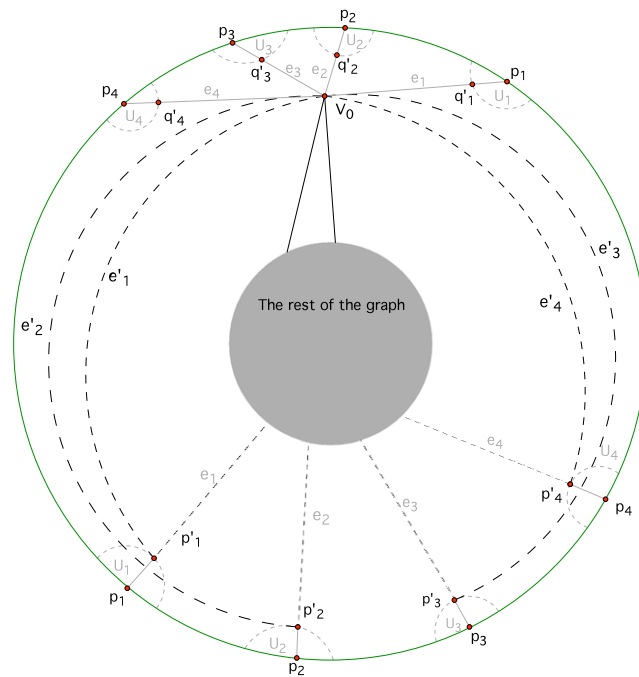 p₃
p₂
U₃
U₂
q'₃
e₃
e₂
q'₂
p₄
e₄
e₁
p₁
q'₁
U₁
U₄
q'₄
V₀
e'₃
e'₁
The rest of the graph
e'₄
e'₂
e₄
U₄
e₁
p'₄
e₃
p₄
e₂
p'₁
U₁
p₁
p'₂
p'₃
U₃
p₃
U₂
p₂